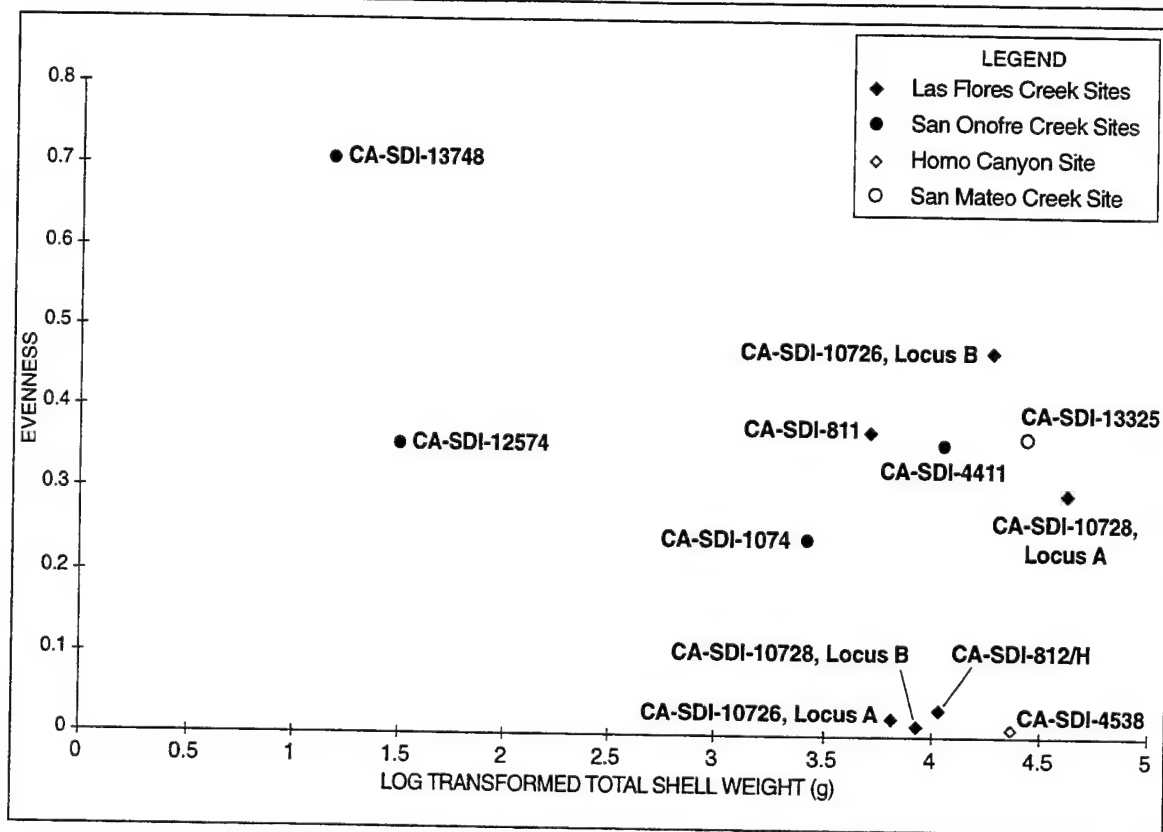 LEGEND
Las Flores Creek Sites
San Onofre Creek Sites
Horno Canyon Site
San Mateo Creek Site
0.8
0.7
0.6
0.5
0.4
0.3
0.2
0.1
0
EVENNESS
CA-SDI-13748
CA-SDI-10726, Locus B
CA-SDI-13325
CA-SDI-811
CA-SDI-12574
CA-SDI-4411
CA-SDI-10728,
Locus A
CA-SDI-1074
CA-SDI-10728, Locus B
CA-SDI-812/H
CA-SDI-10726, Locus A
CA-SDI-4538
0 0.5 1 1.5 2 2.5 3 3.5 4 4.5 5
LOG TRANSFORMED TOTAL SHELL WEIGHT (g)